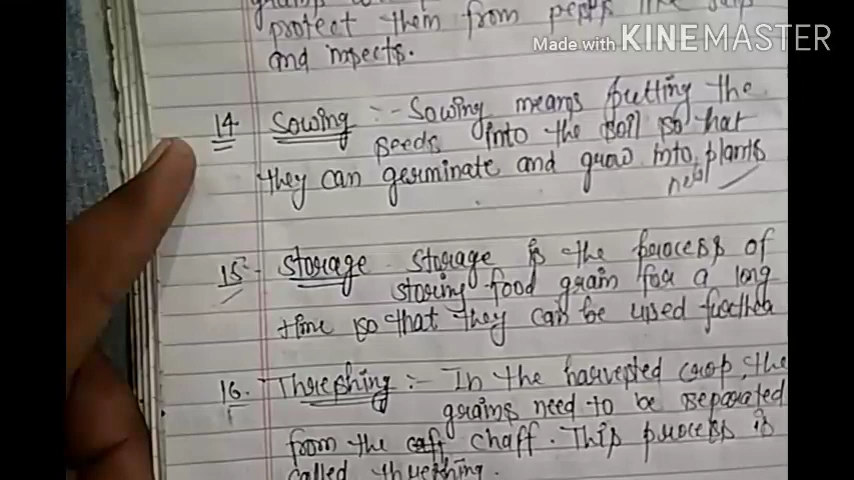 protect them from pests like
and insects.
Made with KINEMASTER
14 Sowing :- Sowing means putting the
seeds into the soil so that
they can germinate and grow into plants
new
15 - Storage Storage is the process of
storing food grain for a long
time so that they can be used further
16. Threshing :- In the harvested crop, the
grains need to be separated
from the chaff. This process is
called threshing.